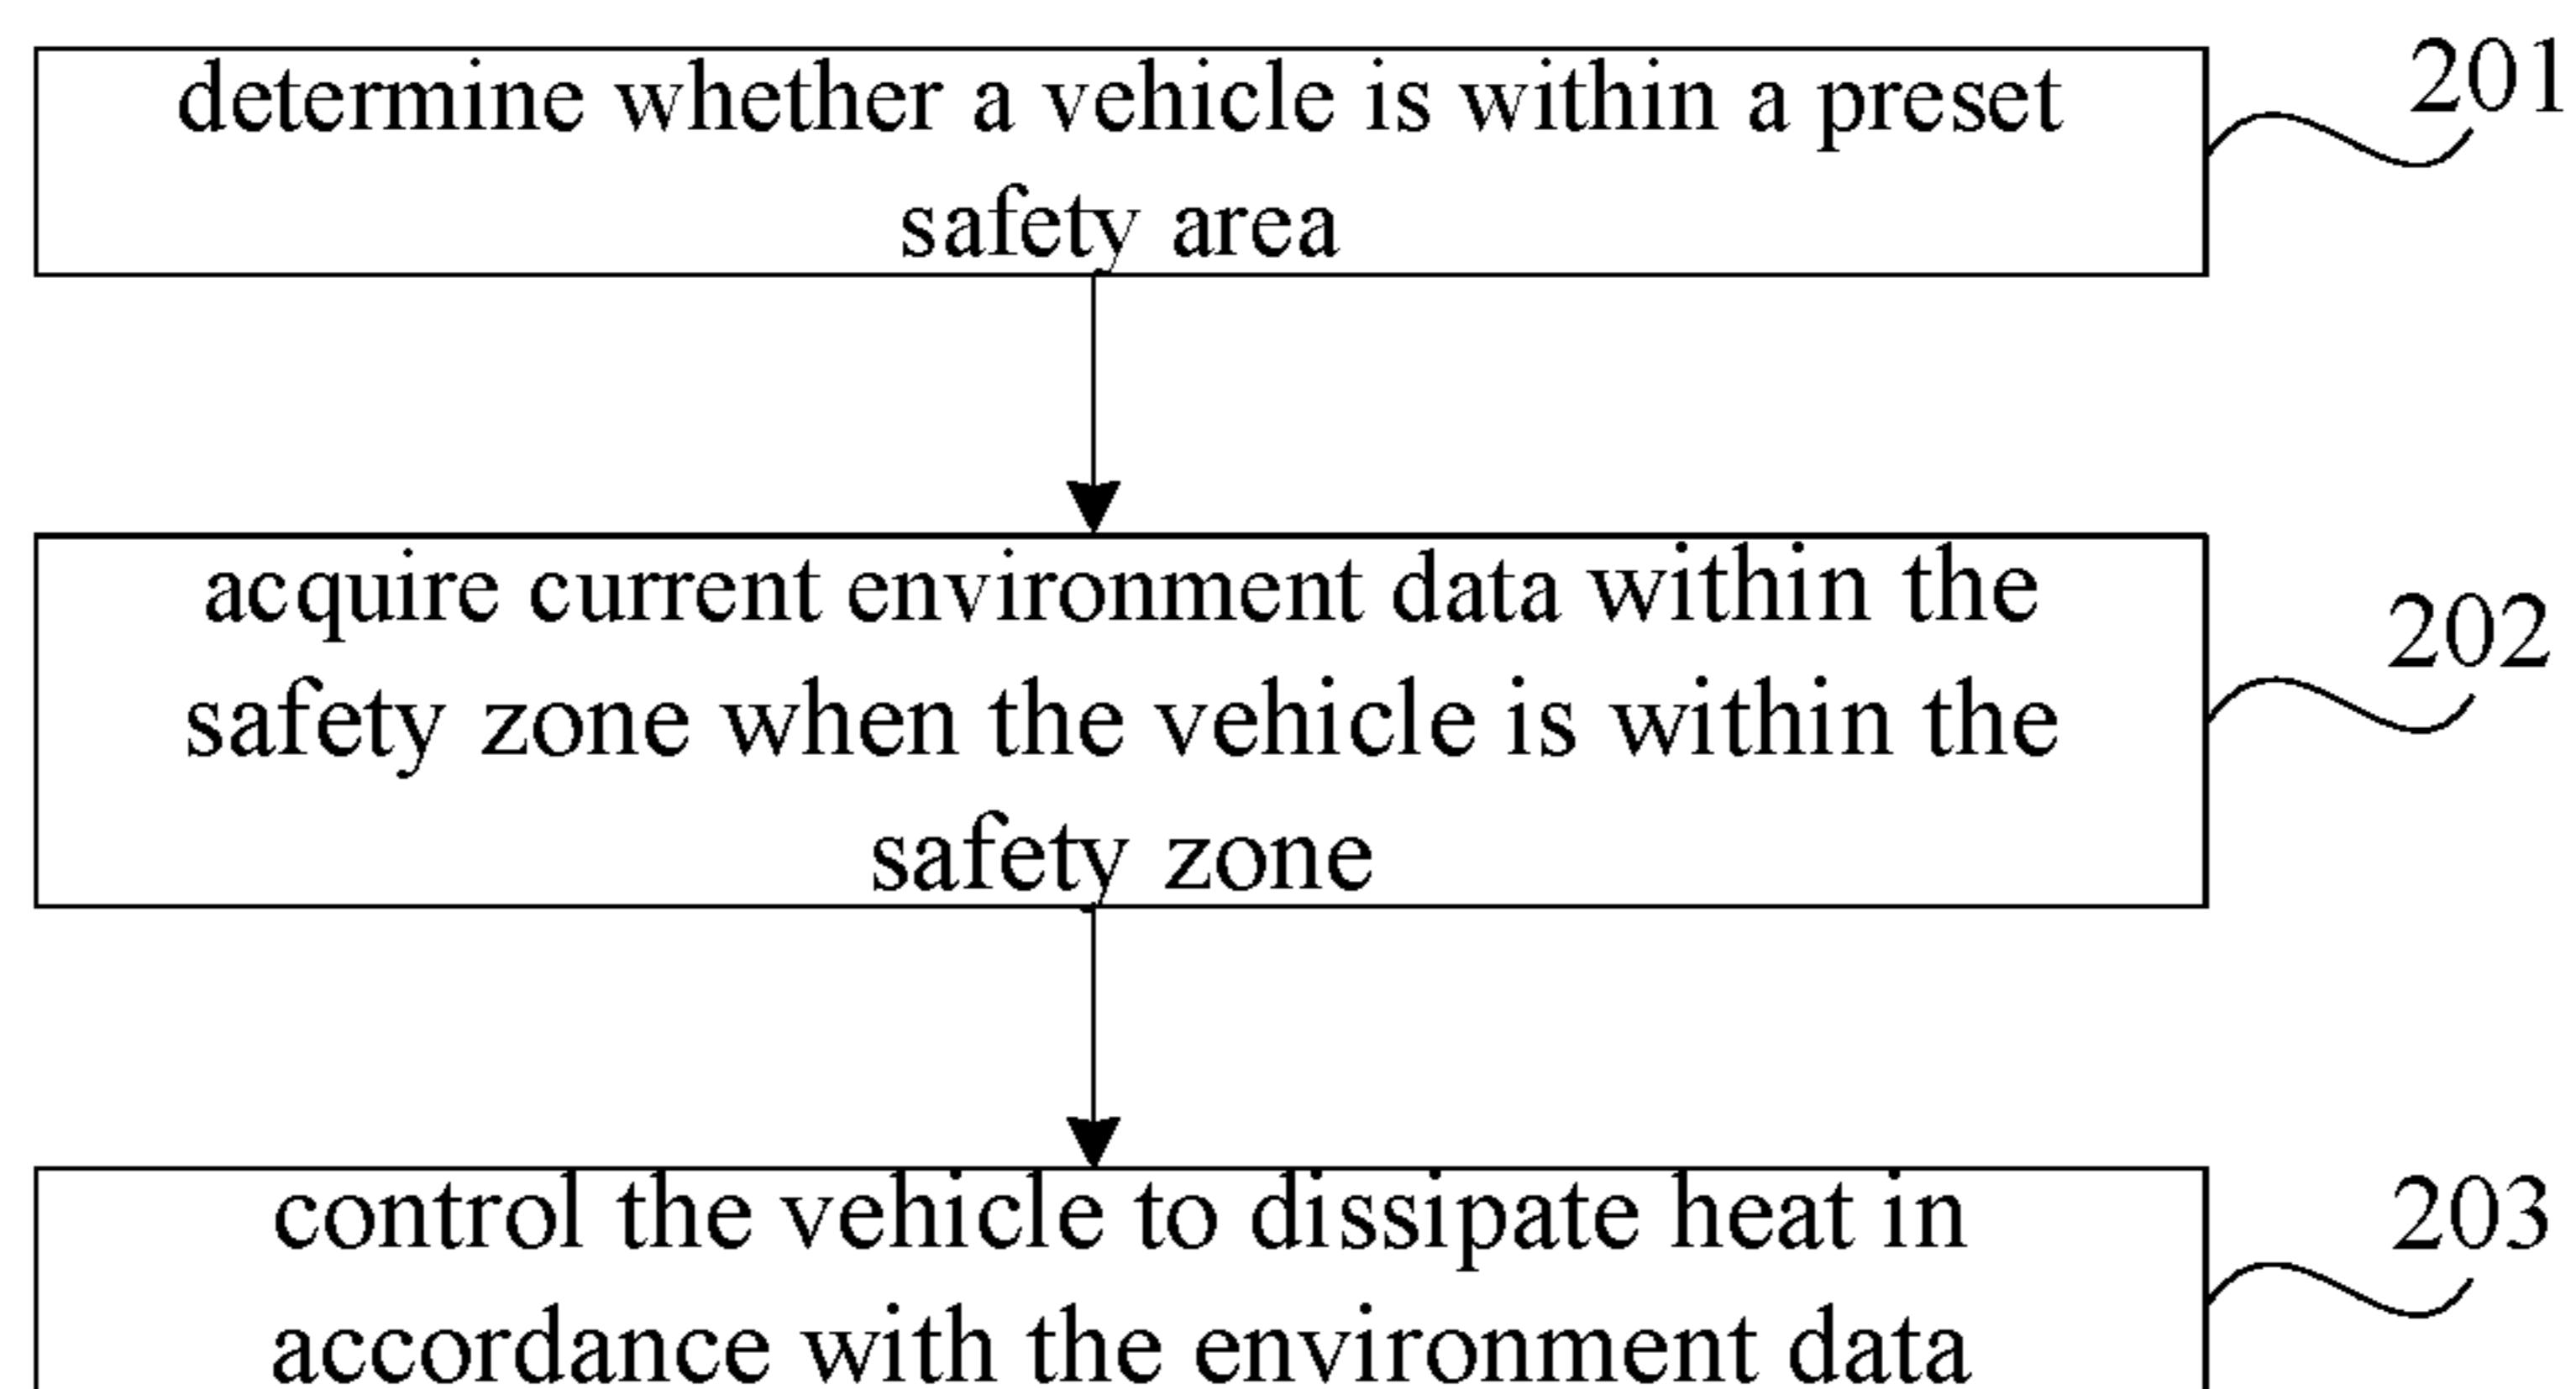 determine whether a vehicle is within a preset
safety area
201
acquire current environment data within the
safety zone when the vehicle is within the
safety zone
202
control the vehicle to dissipate heat in
accordance with the environment data
203